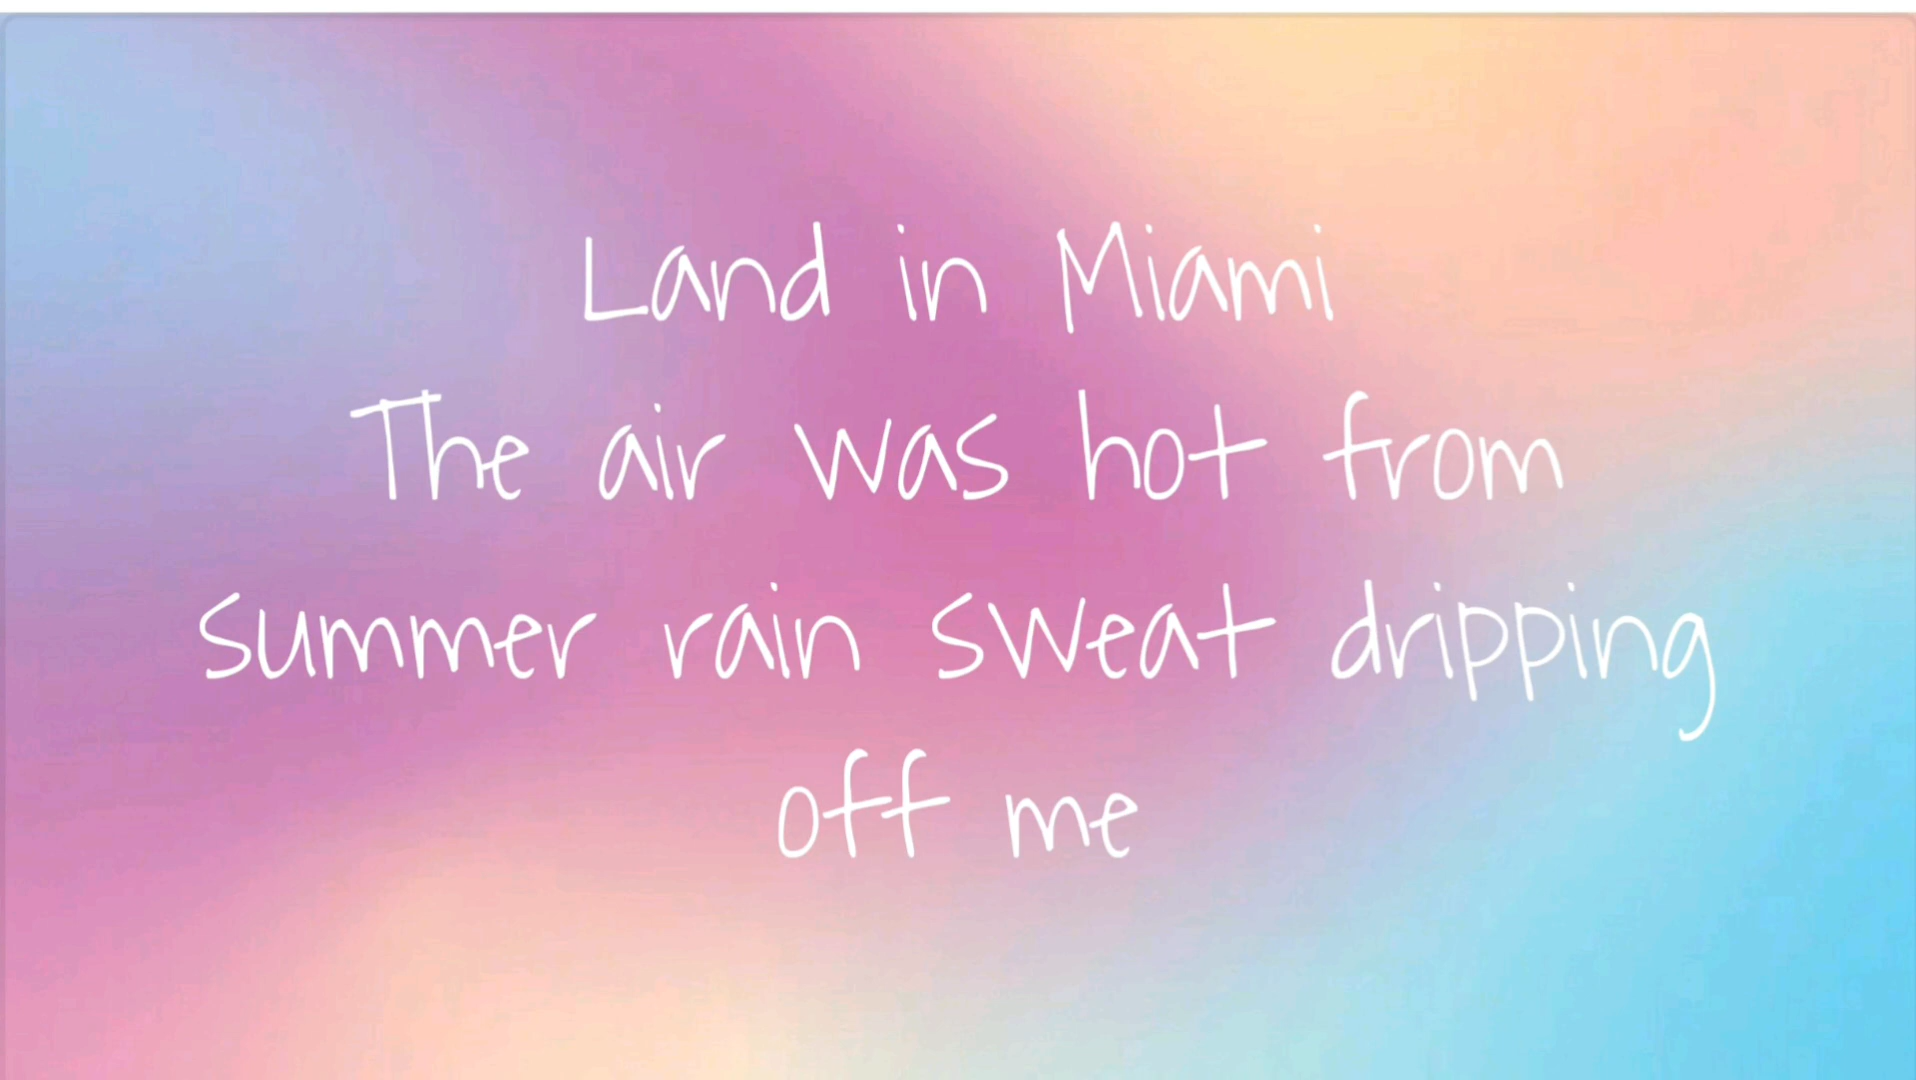 Land in Miami
The air was hot from
summer rain sweat dripping
off me